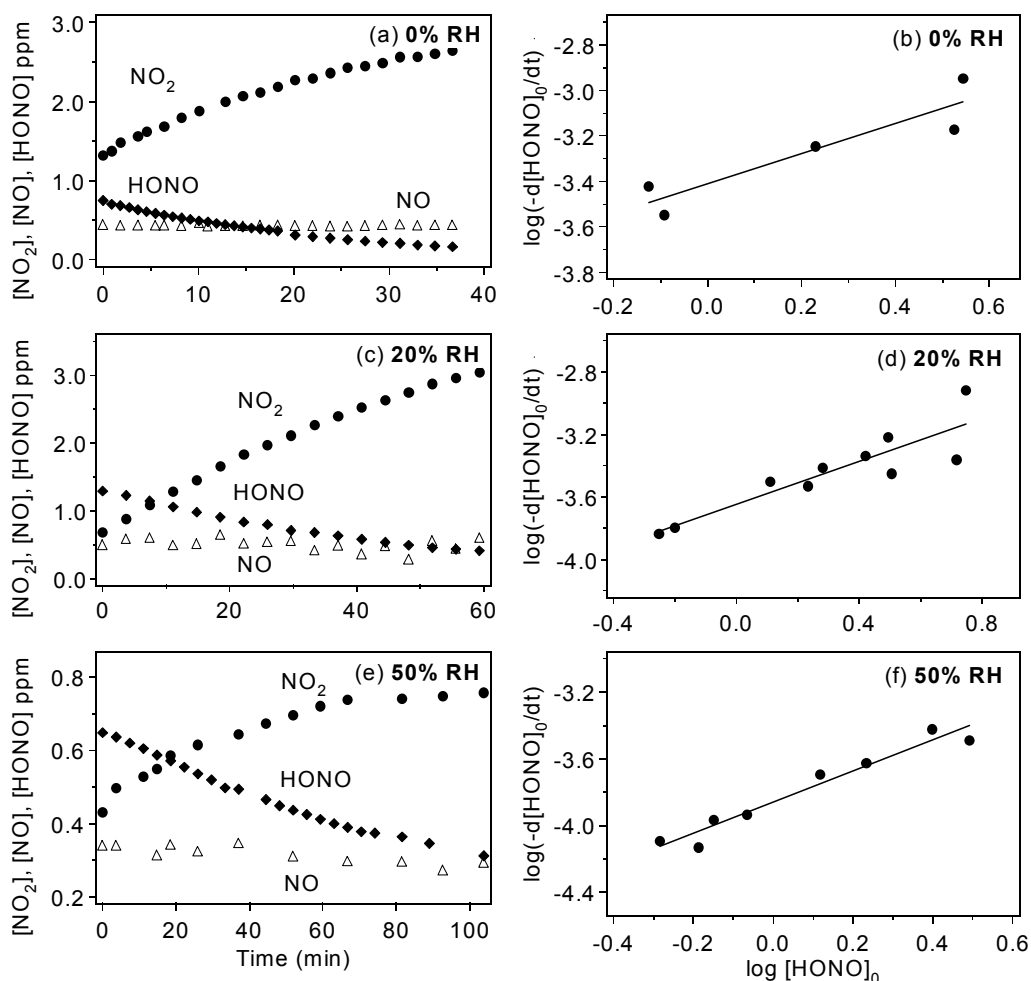 [NO2], [NO], [HONO] ppm
3.0
2.0
1.0
0.0
(a) 0% RH
NO2
HONO
NO
0 10 20 30 40
log(-d[HONO]0/dt)
-2.8
-3.0
-3.2
-3.4
-3.6
-3.8
(b) 0% RH
-0.2 0.0 0.2 0.4 0.6
[NO2], [NO], [HONO] ppm
3.0
2.0
1.0
0.0
(c) 20% RH
NO2
HONO
NO
0 20 40 60
log(-d[HONO]0/dt)
-2.8
-3.2
-3.6
-4.0
(d) 20% RH
-0.4 0.0 0.4 0.8
[NO2], [NO], [HONO] ppm
0.8
0.6
0.4
0.2
(e) 50% RH
NO2
HONO
NO
0 20 40 60 80 100
Time (min)
log(-d[HONO]0/dt)
-3.2
-3.6
-4.0
-4.4
(f) 50% RH
-0.4 -0.2 0.0 0.2 0.4 0.6
log [HONO]0